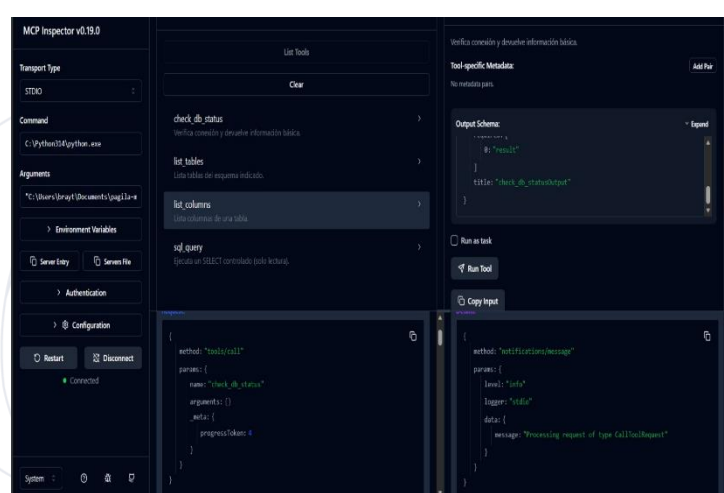 MCP Inspector v0.19.0
Transport Type
STDIO
Command
C:\Python314\python.exe
Arguments
"C:\Users\brayt\Documents\pagila-m
> Environment Variables
Server Entry
Servers File
> Authentication
> Configuration
Restart
Disconnect
Connected
System
List Tools
Clear
check_db_status
Verifica conexión y devuelve información básica.
list_tables
Lista tablas del esquema indicado.
list_columns
Lista columnas de una tabla.
sql_query
Ejecuta un SELECT controlado (solo lectura).
Verifica conexión y devuelve información básica.
Tool-specific Metadata:
Add Pair
No metadata pairs.
Output Schema:
Expand
0: "result"
]
title: "check_db_statusOutput"
}
Run as task
Run Tool
Copy Input
{
method: "tools/call"
params: {
name: "check_db_status"
arguments: {}
_meta: {
progressToken: 4
}
}
}
{
method: "notifications/message"
params: {
level: "info"
logger: "stdio"
data: {
message: "Processing request of type CallToolRequest"
}
}
}